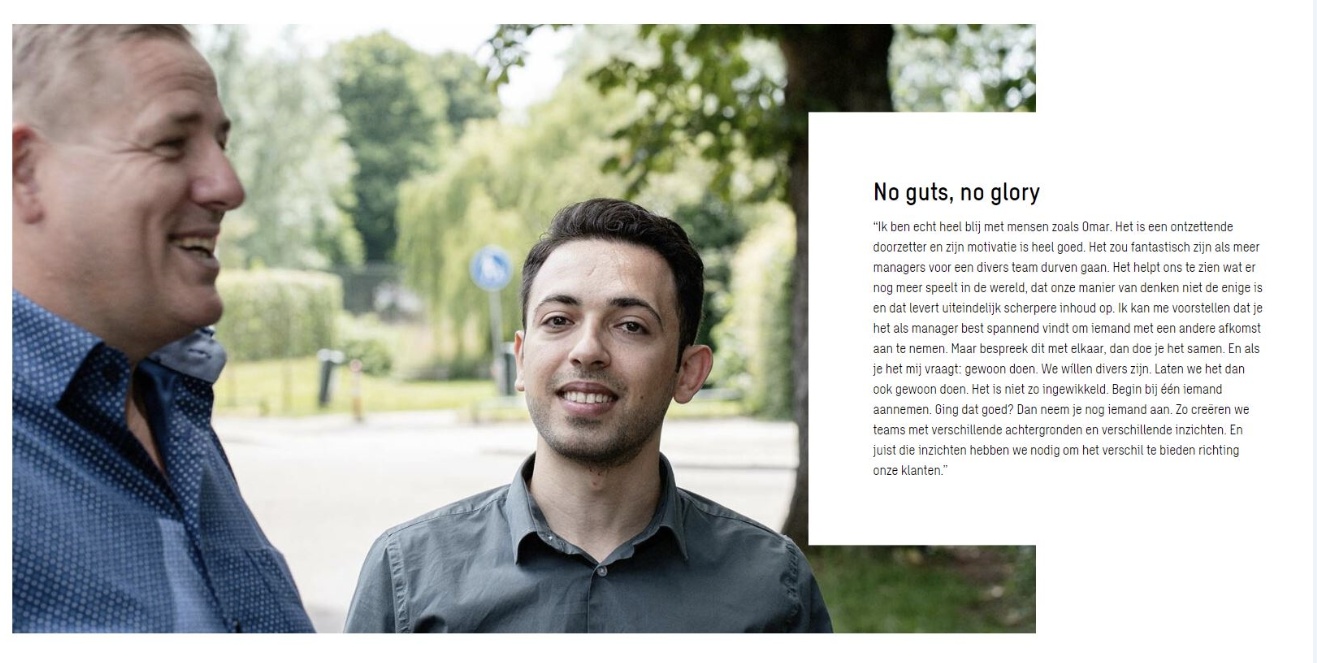 No guts, no glory
“Ik ben echt heel blij met mensen zoals Omar. Het is een ontzettende
doorzetter en zijn motivatie is heel goed. Het zou fantastisch zijn als meer
managers voor een divers team durven gaan. Het helpt ons te zien wat er
nog meer speelt in de wereld, dat onze manier van denken niet de enige is
en dat levert uiteindelijk scherpere inhoud op. Ik kan me voorstellen dat je
het als manager best spannend vindt om iemand met een andere afkomst
aan te nemen. Maar bespreek dit met elkaar, dan doe je het samen. En als
je het mij vraagt: gewoon doen. We willen divers zijn. Laten we het dan
ook gewoon doen. Het is niet zo ingewikkeld. Begin bij één iemand
aannemen. Ging dat goed? Dan neem je nog iemand aan. Zo creëren we
teams met verschillende achtergronden en verschillende inzichten. En
juist die inzichten hebben we nodig om het verschil te bieden richting
onze klanten.”